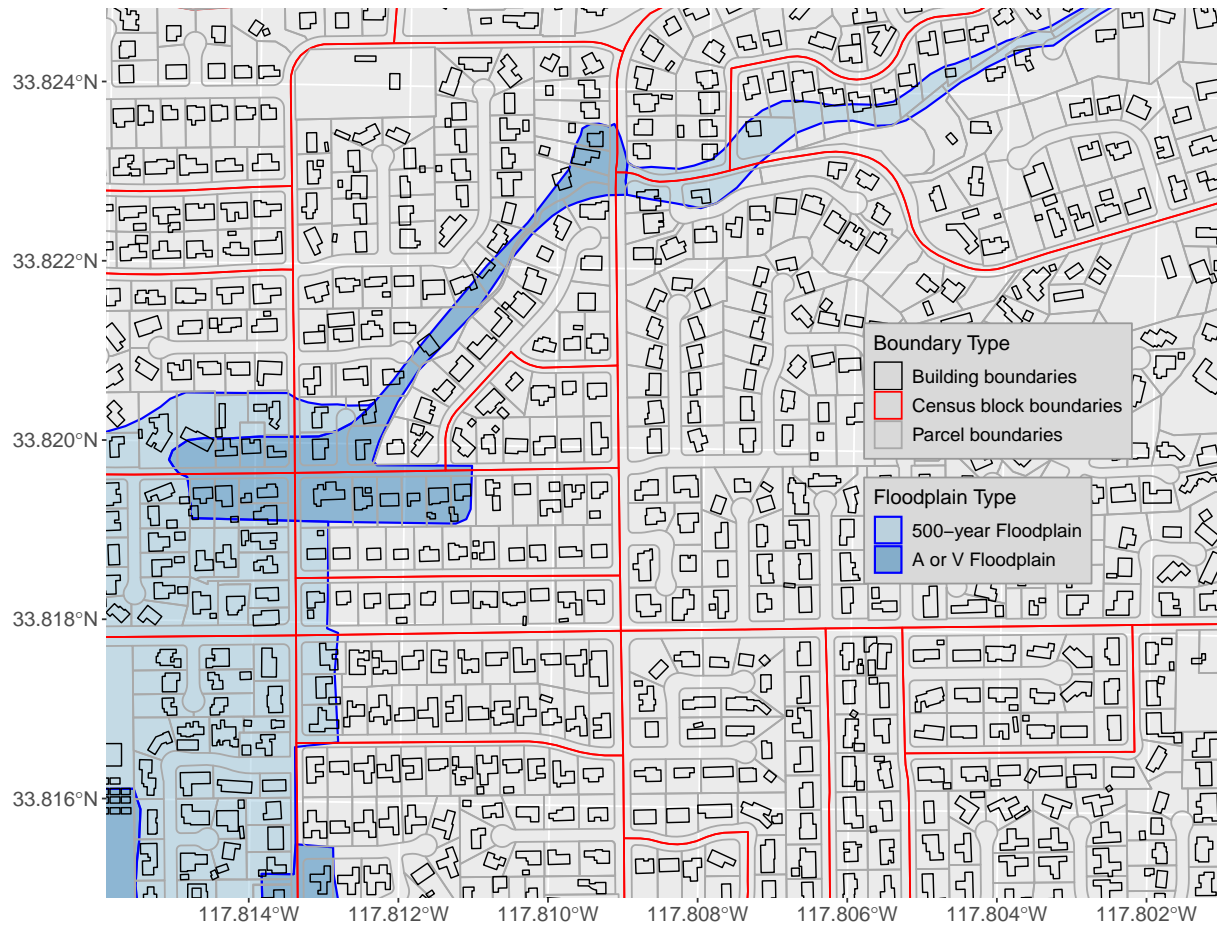 33.824°N
33.822°N
33.820°N
33.818°N
33.816°N
117.814°W
117.812°W
117.810°W
117.808°W
117.806°W
117.804°W
117.802°W
Boundary Type
Building boundaries
Census block boundaries
Parcel boundaries
Floodplain Type
500−year Floodplain
A or V Floodplain